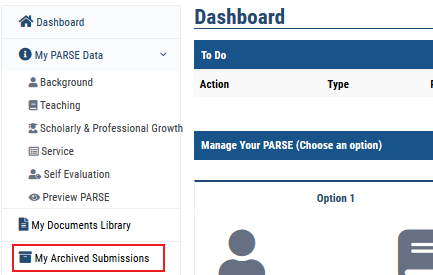 Dashboard
My PARSE Data
Background
Teaching
Scholarly & Professional Growth
Service
Self Evaluation
Preview PARSE
My Documents Library
My Archived Submissions
Dashboard
To Do
Action Type
Manage Your PARSE (Choose an option)
Option 1